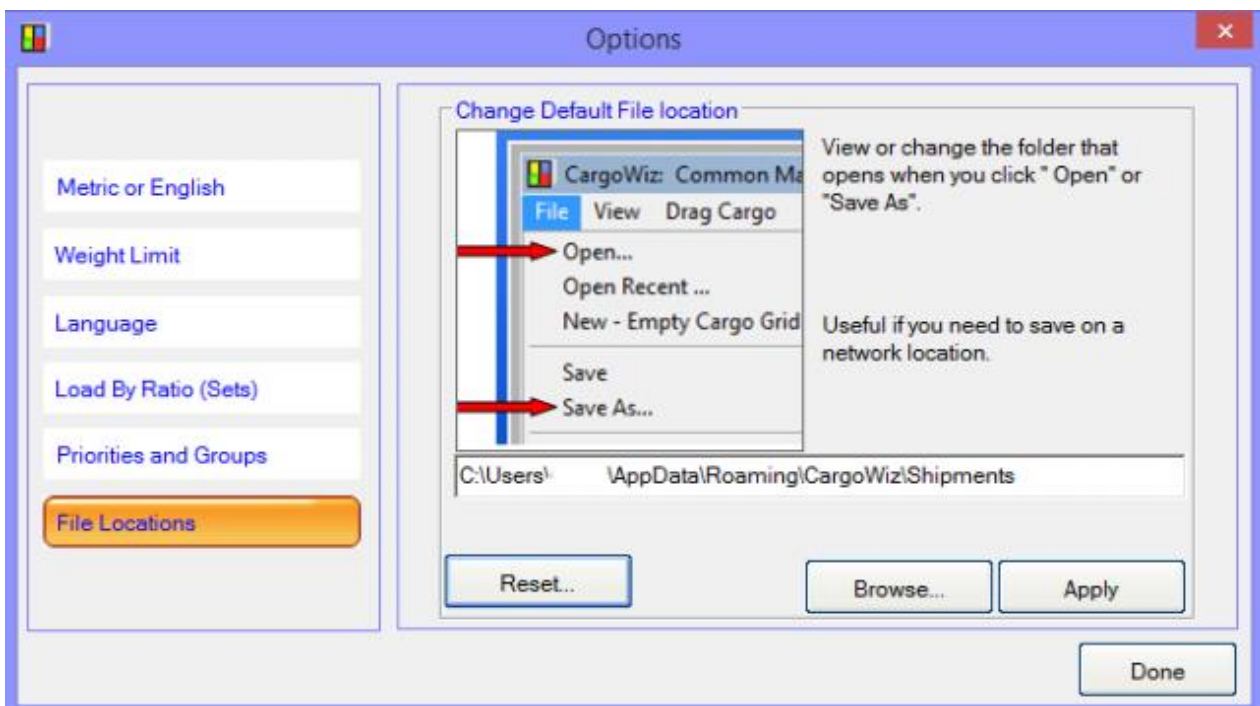 Options
Metric or English
Weight Limit
Language
Load By Ratio (Sets)
Priorities and Groups
File Locations
Change Default File location
CargoWiz: Common Ma
File View Drag Cargo
Open...
Open Recent ...
New - Empty Cargo Grid
Save
Save As...
View or change the folder that
opens when you click " Open" or
"Save As".
Useful if you need to save on a
network location.
C:\Users\ \AppData\Roaming\CargoWiz\Shipments
Reset...
Browse...
Apply
Done